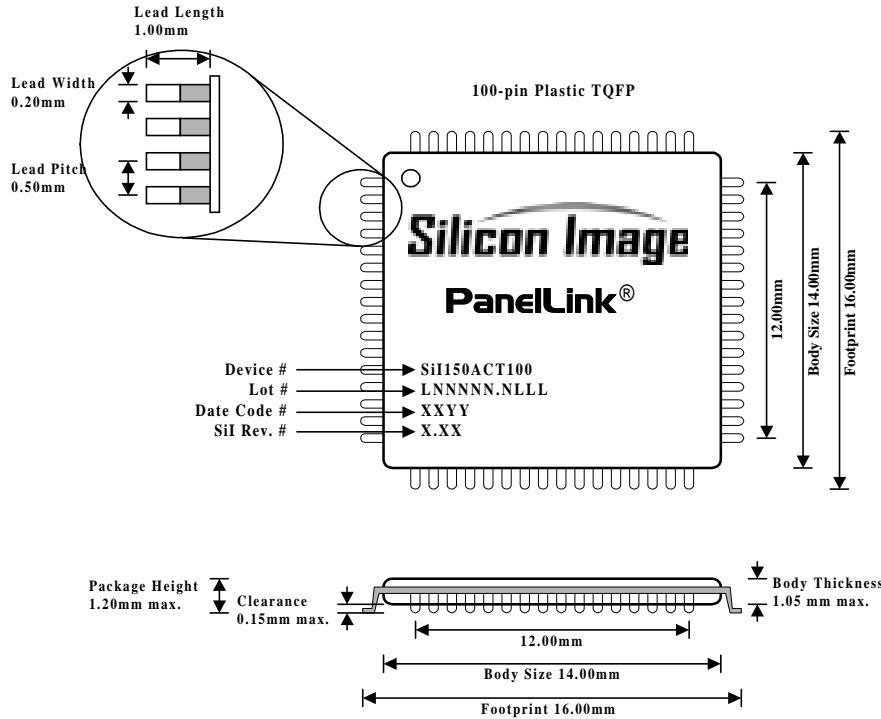 Lead Length
1.00mm
Lead Width
0.20mm
Lead Pitch
0.50mm
100-pin Plastic TQFP
Silicon Image
PanelLink®
Device #
SiI150ACT100
Lot #
LNNNNN.NLLL
Date Code #
XXYY
SiI Rev. #
X.XX
12.00mm
Body Size 14.00mm
Footprint 16.00mm
Package Height
1.20mm max.
Clearance
0.15mm max.
Body Thickness
1.05 mm max.
12.00mm
Body Size 14.00mm
Footprint 16.00mm